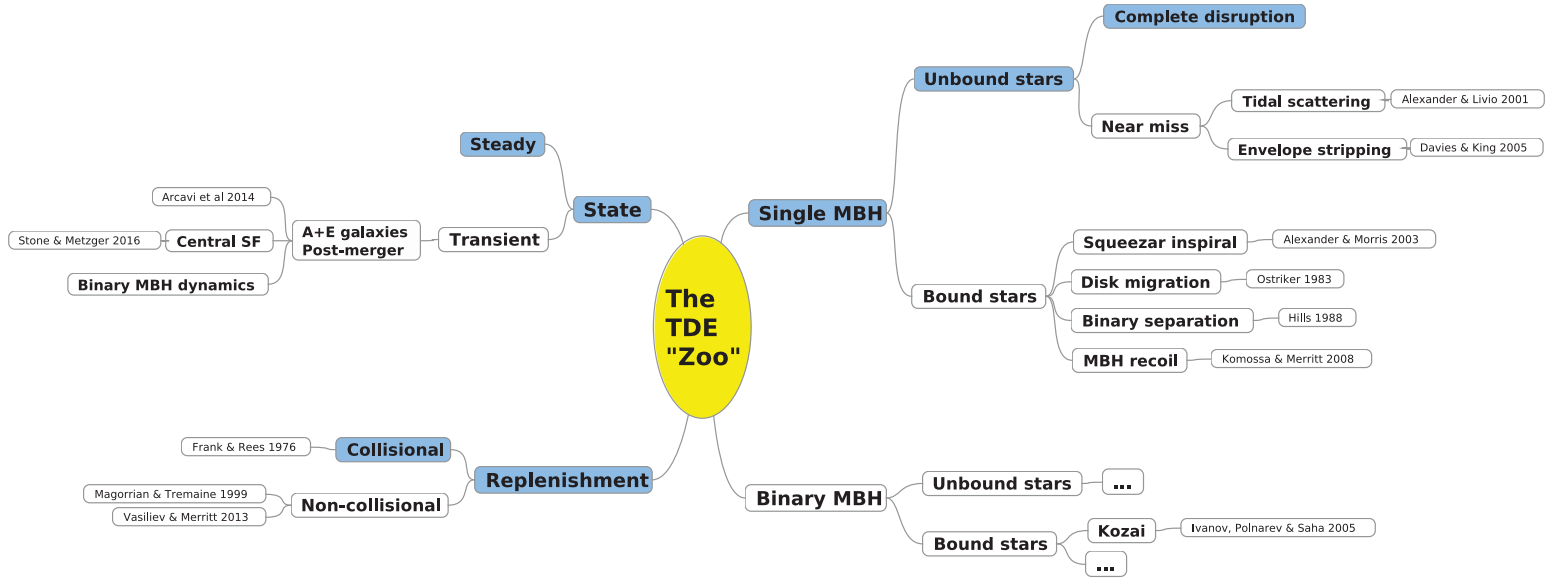 The
TDE
"Zoo"
State
Steady
Transient
A+E galaxies
Post-merger
Arcavi et al 2014
Central SF
Stone & Metzger 2016
Binary MBH dynamics
Replenishment
Collisional
Frank & Rees 1976
Non-collisional
Magorrian & Tremaine 1999
Vasiliev & Merritt 2013
Single MBH
Unbound stars
Complete disruption
Near miss
Tidal scattering
Alexander & Livio 2001
Envelope stripping
Davies & King 2005
Bound stars
Squeezar inspiral
Alexander & Morris 2003
Disk migration
Ostriker 1983
Binary separation
Hills 1988
MBH recoil
Komossa & Merritt 2008
Binary MBH
Unbound stars
...
Bound stars
Kozai
Ivanov, Polnarev & Saha 2005
...